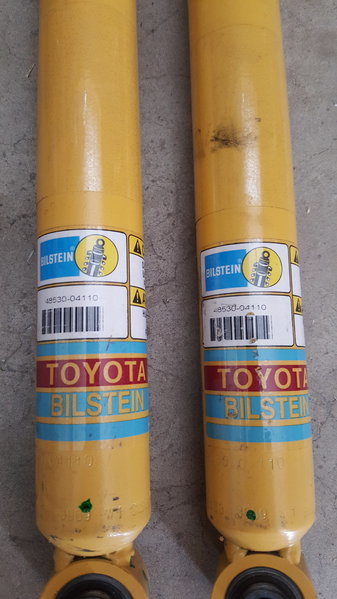 BILSTEIN
48530-04110
TOYOTA
BILSTEIN
BILSTEIN
48530-04110
TOYOTA
BILSTEIN